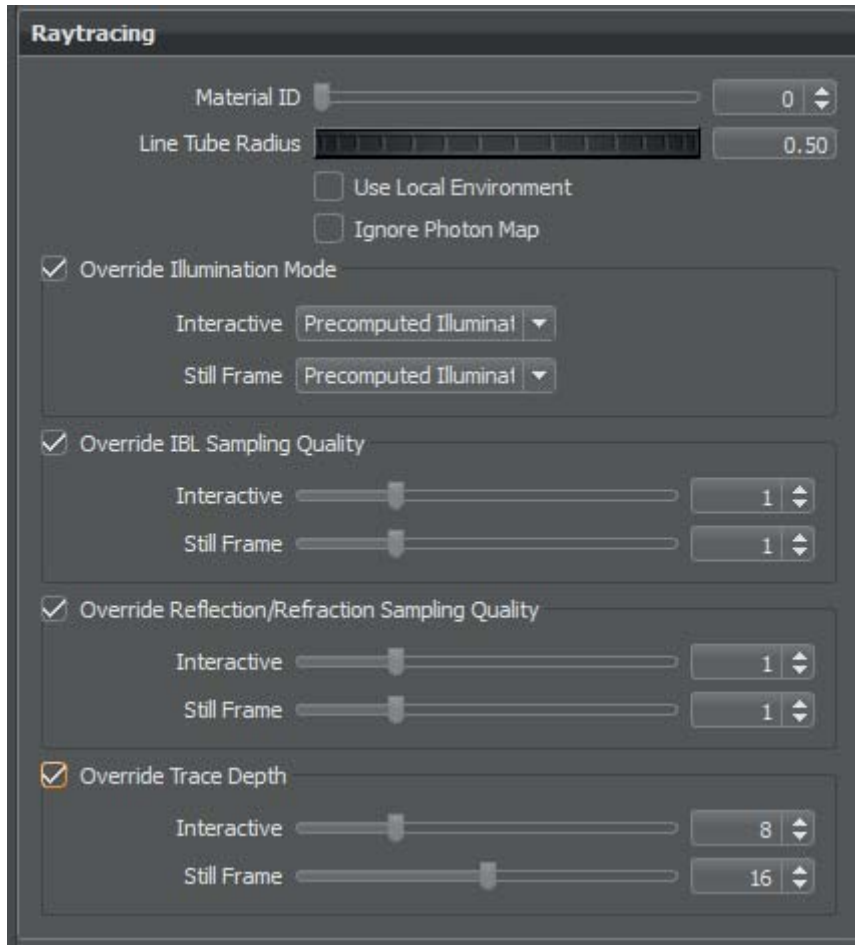 Raytracing
Material ID 0
Line Tube Radius 0.50
Use Local Environment
Ignore Photon Map
Override Illumination Mode
Interactive Precomputed Illuminat
Still Frame Precomputed Illuminat
Override IBL Sampling Quality
Interactive 1
Still Frame 1
Override Reflection/Refraction Sampling Quality
Interactive 1
Still Frame 1
Override Trace Depth
Interactive 8
Still Frame 16